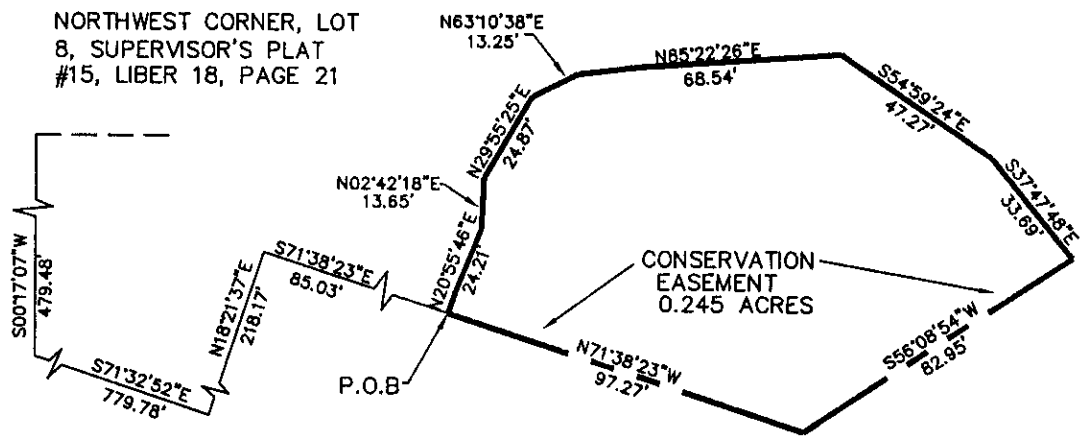 NORTHWEST CORNER, LOT
8, SUPERVISOR'S PLAT
#15, LIBER 18, PAGE 21
N63°10'38"E
13.25'
N85°22'26"E
68.54'
S54°59'24"E
47.27'
S37°47'48"E
33.69'
N29°55'25"E
24.87'
N02°42'18"E
13.65'
N20°55'46"E
24.21'
S00°17'07"W
479.48'
S71°32'52"E
779.78'
N18°21'37"E
218.17'
S71°38'23"E
85.03'
CONSERVATION
EASEMENT
0.245 ACRES
P.O.B
N71°38'23"W
97.27'
S56°08'54"W
82.95'